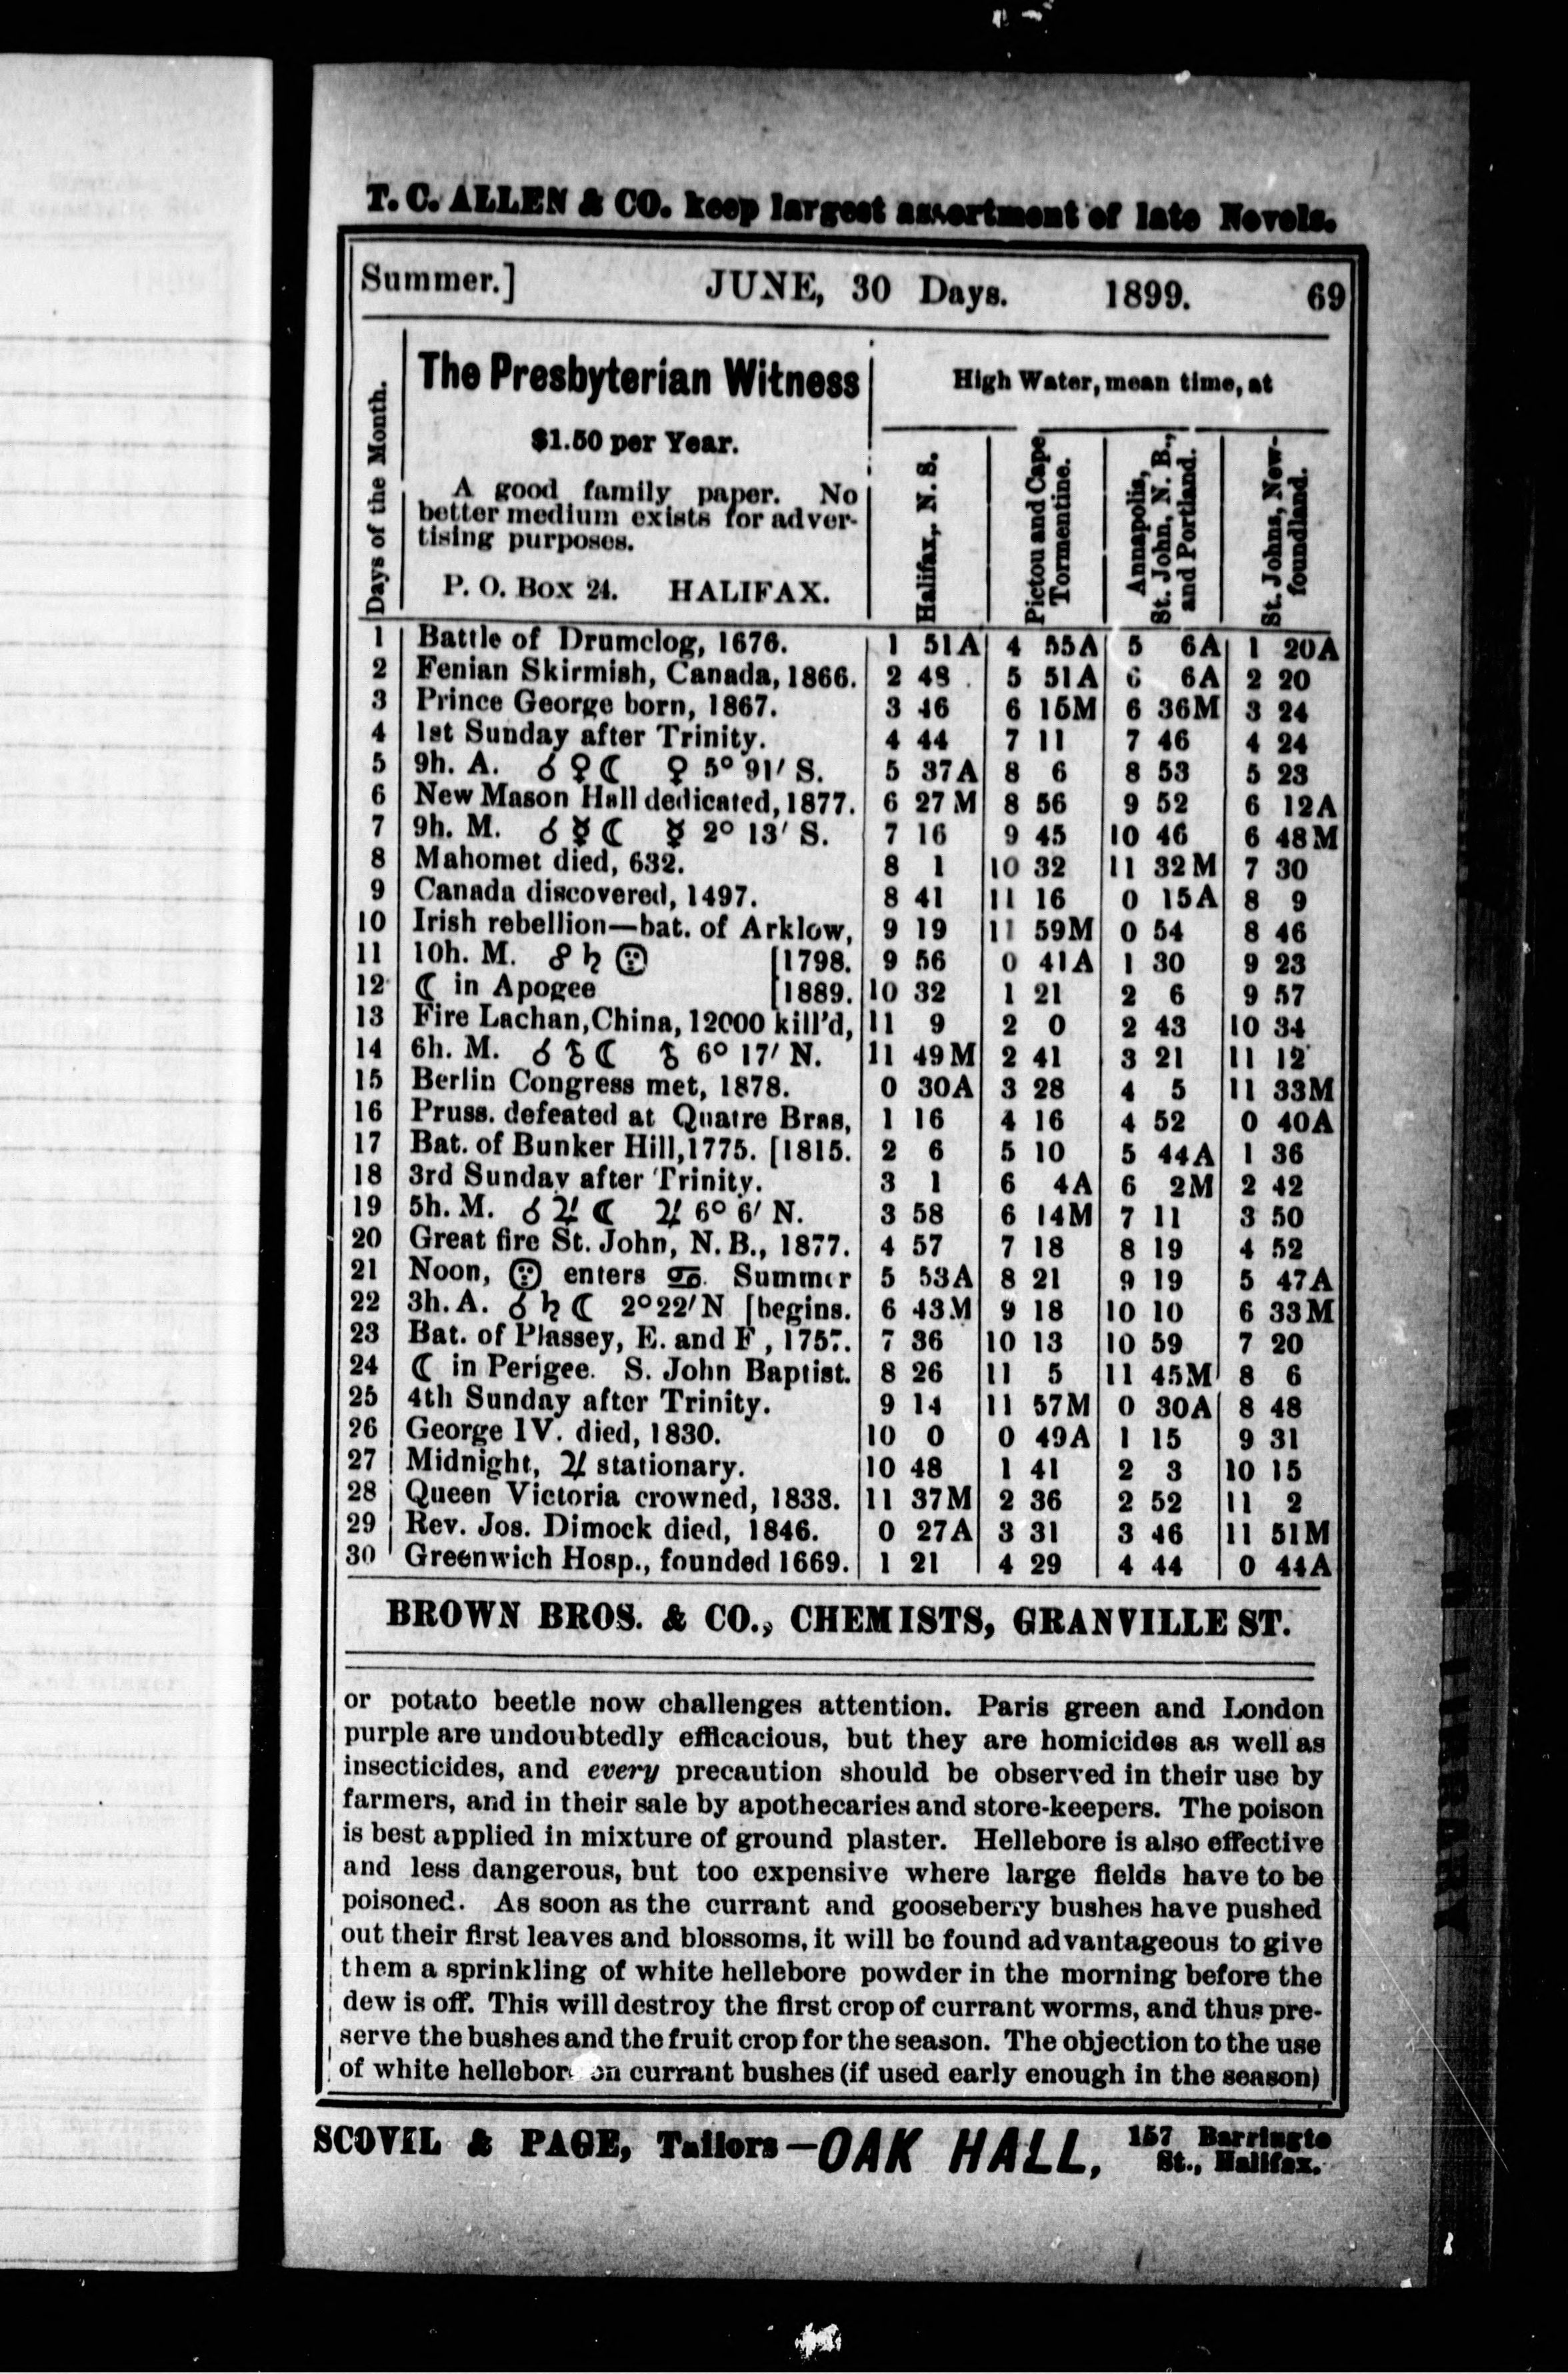 T. C. ALLEN & CO. keep largest assortment of late Novels.
Summer.] JUNE, 30 Days. 1899. 69
Days of the Month.
The Presbyterian Witness
$1.50 per Year.
A good family paper. No
better medium exists for adver-
tising purposes.
P. O. Box 24. HALIFAX.
High Water, mean time, at
Halifax, N. S.
Pictou and Cape
Tormentine.
Annapolis,
St. John, N. B.,
and Portland.
St. Johns, New-
foundland.
1 Battle of Drumclog, 1676. 1 51A 4 55A 5 6A 1 20A
2 Fenian Skirmish, Canada, 1866. 2 48 5 51A 6 6A 2 20
3 Prince George born, 1867. 3 46 6 15M 6 36M 3 24
4 1st Sunday after Trinity. 4 44 7 11 7 46 4 24
5 9h. A. ☌♀☾ ♀ 5° 91′ S. 5 37A 8 6 8 53 5 23
6 New Mason Hall dedicated, 1877. 6 27M 8 56 9 52 6 12A
7 9h. M. ☌☿☾ ☿ 2° 13′ S. 7 16 9 45 10 46 6 48M
8 Mahomet died, 632. 8 1 10 32 11 32M 7 30
9 Canada discovered, 1497. 8 41 11 16 0 15A 8 9
10 Irish rebellion—bat. of Arklow, 9 19 11 59M 0 54 8 46
11 10h. M. ☍♄☉ [1798. 9 56 0 41A 1 30 9 23
12 ☾ in Apogee [1889. 10 32 1 21 2 6 9 57
13 Fire Lachan, China, 12000 kill'd, 11 9 2 0 2 43 10 34
14 6h. M. ☌♁☾ ♁ 6° 17′ N. 11 49M 2 41 3 21 11 12
15 Berlin Congress met, 1878. 0 30A 3 28 4 5 11 33M
16 Pruss. defeated at Quatre Bras, 1 16 4 16 4 52 0 40A
17 Bat. of Bunker Hill, 1775. [1815. 2 6 5 10 5 44A 1 36
18 3rd Sunday after Trinity. 3 1 6 4A 6 2M 2 42
19 5h. M. ☌♃☾ ♃ 6° 6′ N. 3 58 6 14M 7 11 3 50
20 Great fire St. John, N. B., 1877. 4 57 7 18 8 19 4 52
21 Noon, ☉ enters ♋. Summer 5 53A 8 21 9 19 5 47A
22 3h. A. ☌♄☾ 2°22′N [begins. 6 43M 9 18 10 10 6 33M
23 Bat. of Plassey, E. and F, 1757. 7 36 10 13 10 59 7 20
24 ☾ in Perigee. S. John Baptist. 8 26 11 5 11 45M 8 6
25 4th Sunday after Trinity. 9 14 11 57M 0 30A 8 48
26 George IV. died, 1830. 10 0 0 49A 1 15 9 31
27 Midnight, ♃ stationary. 10 48 1 41 2 3 10 15
28 Queen Victoria crowned, 1838. 11 37M 2 36 2 52 11 2
29 Rev. Jos. Dimock died, 1846. 0 27A 3 31 3 46 11 51M
30 Greenwich Hosp., founded 1669. 1 21 4 29 4 44 0 44A
BROWN BROS. & CO., CHEMISTS, GRANVILLE ST.
or potato beetle now challenges attention. Paris green and London
purple are undoubtedly efficacious, but they are homicides as well as
insecticides, and every precaution should be observed in their use by
farmers, and in their sale by apothecaries and store-keepers. The poison
is best applied in mixture of ground plaster. Hellebore is also effective
and less dangerous, but too expensive where large fields have to be
poisoned. As soon as the currant and gooseberry bushes have pushed
out their first leaves and blossoms, it will be found advantageous to give
them a sprinkling of white hellebore powder in the morning before the
dew is off. This will destroy the first crop of currant worms, and thus pre-
serve the bushes and the fruit crop for the season. The objection to the use
of white hellebore on currant bushes (if used early enough in the season)
SCOVIL & PAGE, Tailors—OAK HALL, 157 Barringto
St., Halifax.